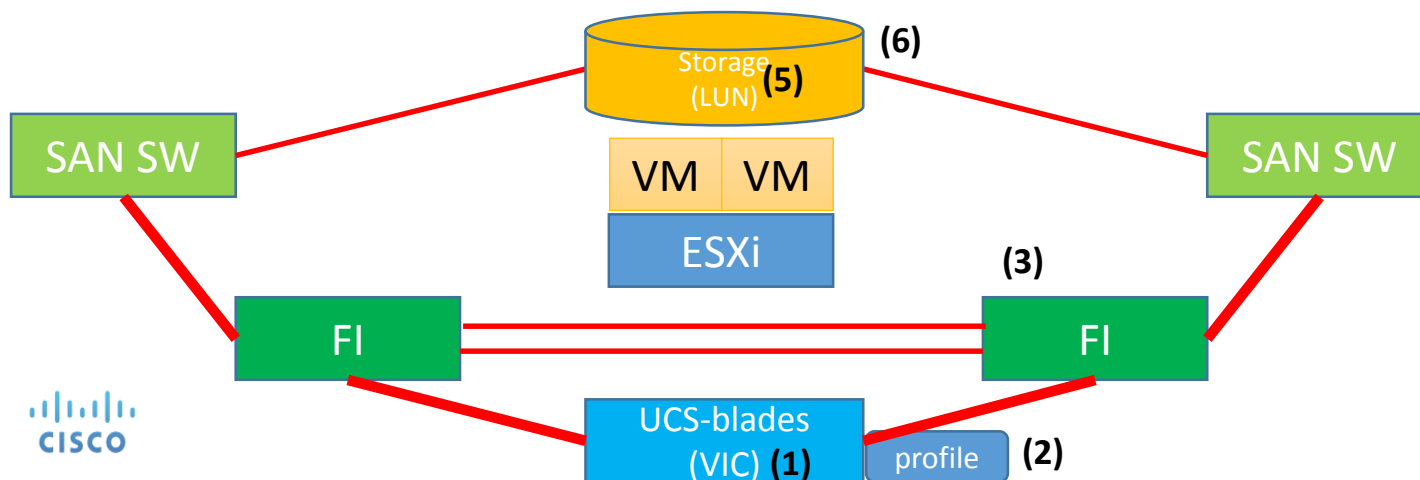 (6)
Storage
(5)
(LUN)
SAN SW
SAN SW
VM VM
ESXi
(3)
FI
FI
CISCO
UCS-blades
(VIC) (1)
profile
(2)